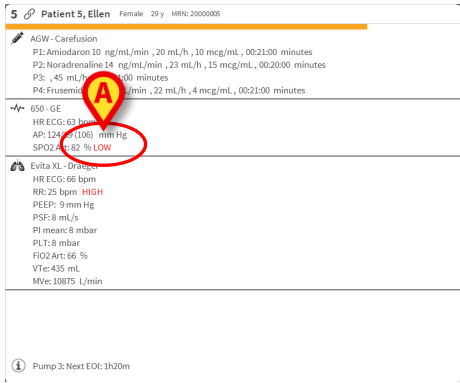 5 Patient 5, Ellen Female 29 y MRN: 20000005
AGW - Carefusion
P1: Amiodaron 10 ng/mL/min , 20 mL/h , 10 mcg/mL , 00:21:00 minutes
P2: Noradrenaline 14 ng/mL/min , 23 mL/h , 15 mcg/mL , 00:20:00 minutes
P3: , 45 mL/ :00 minutes
P4: Frusemid /min , 22 mL/h , 4 mcg/mL , 00:21:00 minutes
A
650 - GE
HR ECG: 63 bpm
AP: 124/ (106) mm Hg
SPO2 Art: 82 % LOW
Evita XL - Draeger
HR ECG: 66 bpm
RR: 25 bpm HIGH
PEEP: 9 mm Hg
PSF: 8 mL/s
PI mean: 8 mbar
PLT: 8 mbar
FiO2 Art: 66 %
VTe: 435 mL
MVe: 10875 L/min
Pump 3: Next EOI: 1h20m